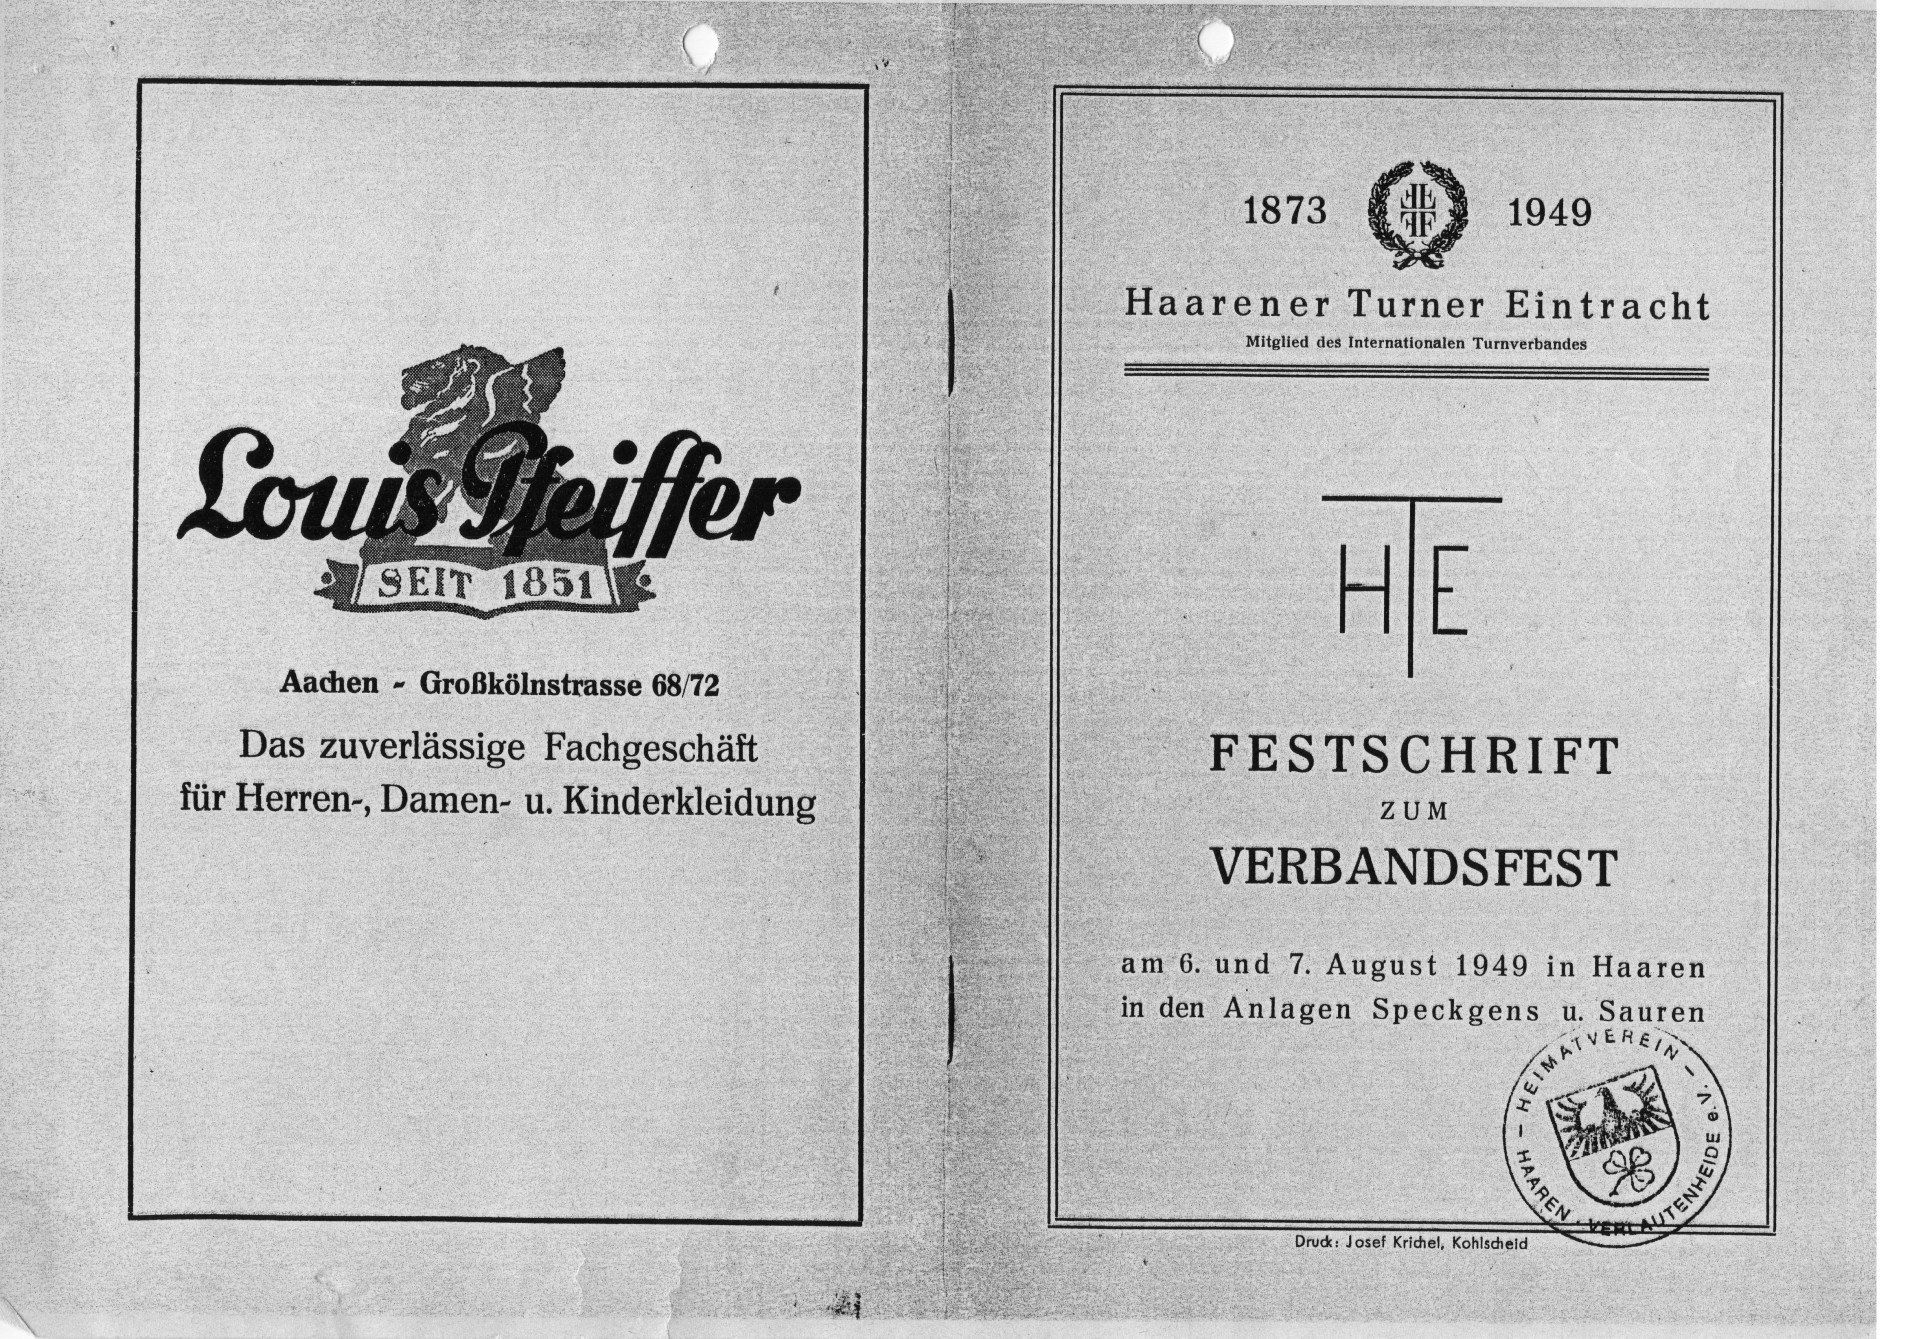 Louis Pfeiffer
SEIT 1851
Aachen - Großkölnstrasse 68/72
Das zuverlässige Fachgeschäft
für Herren-, Damen- u. Kinderkleidung
1873 1949
Haarener Turner Eintracht
Mitglied des Internationalen Turnverbandes
HTE
FESTSCHRIFT
ZUM
VERBANDSFEST
am 6. und 7. August 1949 in Haaren
in den Anlagen Speckgens u. Sauren
– HEIMATVEREIN –
HAAREN · VERLAUTENHEIDE e.V.
Druck: Josef Krichel, Kohlscheid